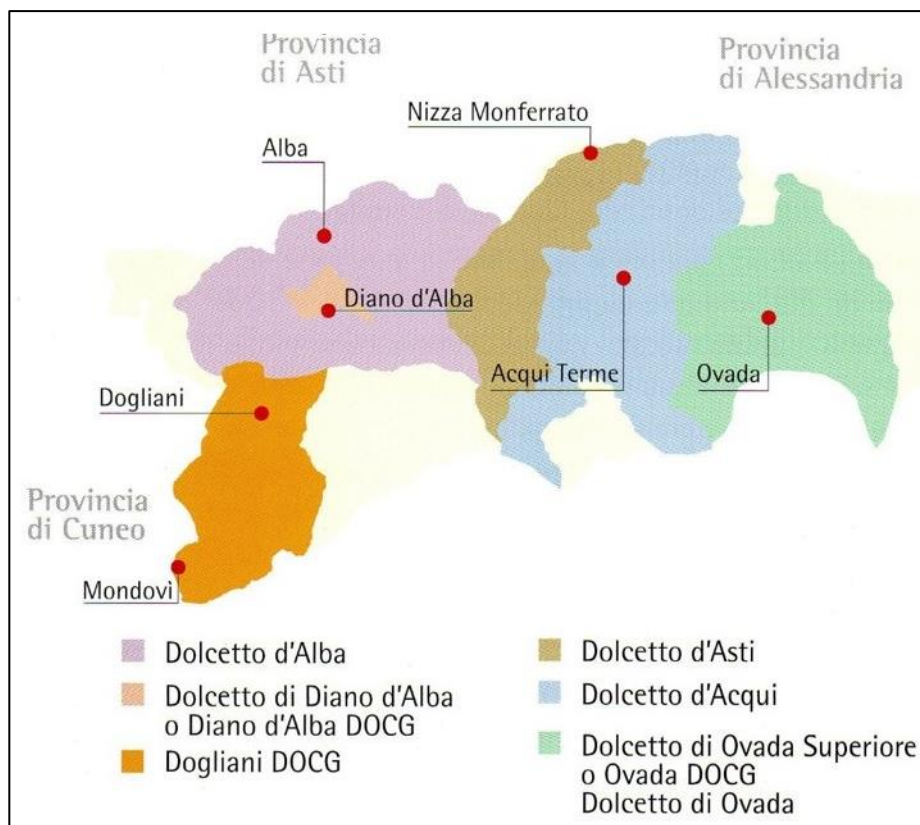 Provincia
di Asti
Provincia
di Alessandria
Nizza Monferrato
Alba
Diano d'Alba
Acqui Terme
Ovada
Dogliani
Provincia
di Cuneo
Mondovì
Dolcetto d'Alba
Dolcetto di Diano d'Alba
o Diano d'Alba DOCG
Dogliani DOCG
Dolcetto d'Asti
Dolcetto d'Acqui
Dolcetto di Ovada Superiore
o Ovada DOCG
Dolcetto di Ovada